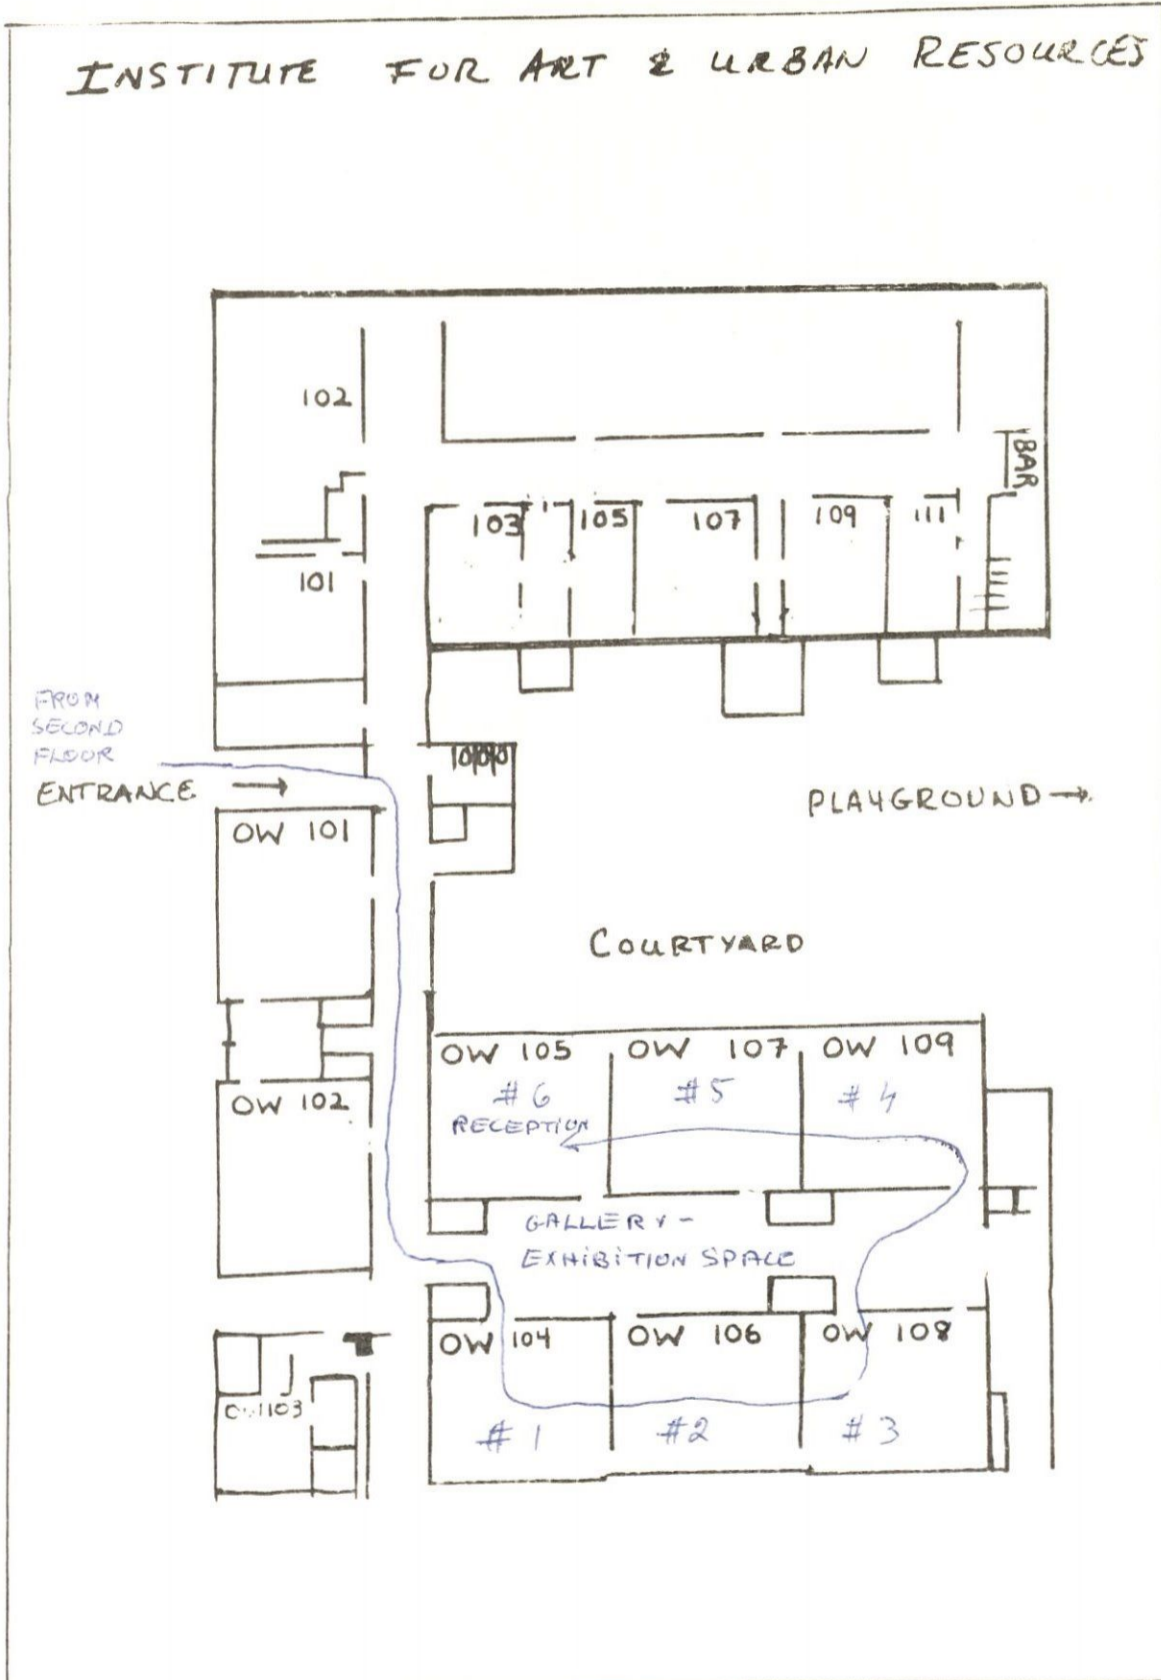 INSTITUTE FOR ART & URBAN RESOURCES
102
BAR
103
105
107
109
111
101
FROM
SECOND
FLOOR
ENTRANCE →
PLAYGROUND →
OW 101
COURTYARD
OW 105
OW 107
OW 109
#6
#5
#4
RECEPTION
OW 102
GALLERY -
EXHIBITION SPACE
OW 104
OW 106
OW 108
#1
#2
#3